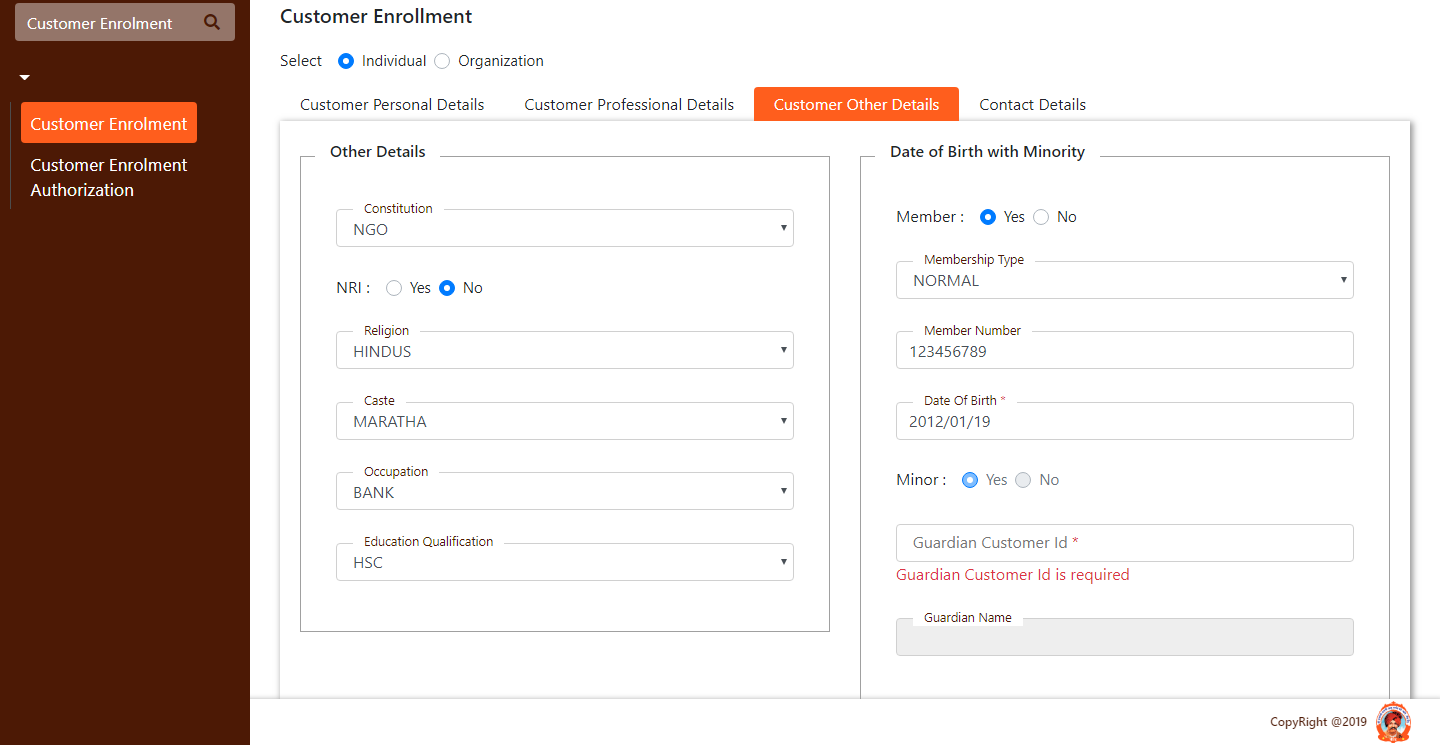 Customer Enrolment
Customer Enrolment
Customer Enrolment
Authorization
Customer Enrollment
Select Individual Organization
Customer Personal Details Customer Professional Details Customer Other Details Contact Details
Other Details
Constitution
NGO
NRI : Yes No
Religion
HINDUS
Caste
MARATHA
Occupation
BANK
Education Qualification
HSC
Date of Birth with Minority
Member : Yes No
Membership Type
NORMAL
Member Number
123456789
Date Of Birth *
2012/01/19
Minor : Yes No
Guardian Customer Id *
Guardian Customer Id is required
Guardian Name
CopyRight @2019